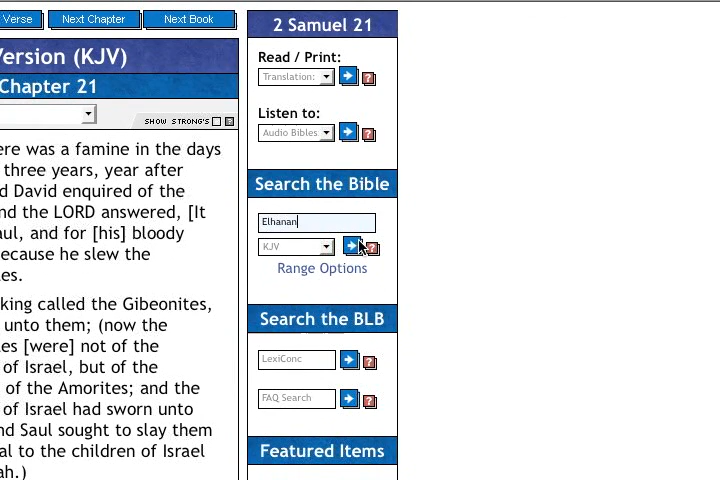 Verse
Next Chapter
Next Book
ersion (KJV)
Chapter 21
SHOW STRONG'S
ere was a famine in the days
three years, year after
d David enquired of the
nd the LORD answered, [It
aul, and for [his] bloody
ecause he slew the
es.
king called the Gibeonites,
unto them; (now the
es [were] not of the
of Israel, but of the
of the Amorites; and the
of Israel had sworn unto
nd Saul sought to slay them
al to the children of Israel
ah.)
2 Samuel 21
Read / Print:
Translation:
?
Listen to:
Audio Bibles
?
Search the Bible
Elhanan
KJV
?
Range Options
Search the BLB
LexiConc
?
FAQ Search
?
Featured Items